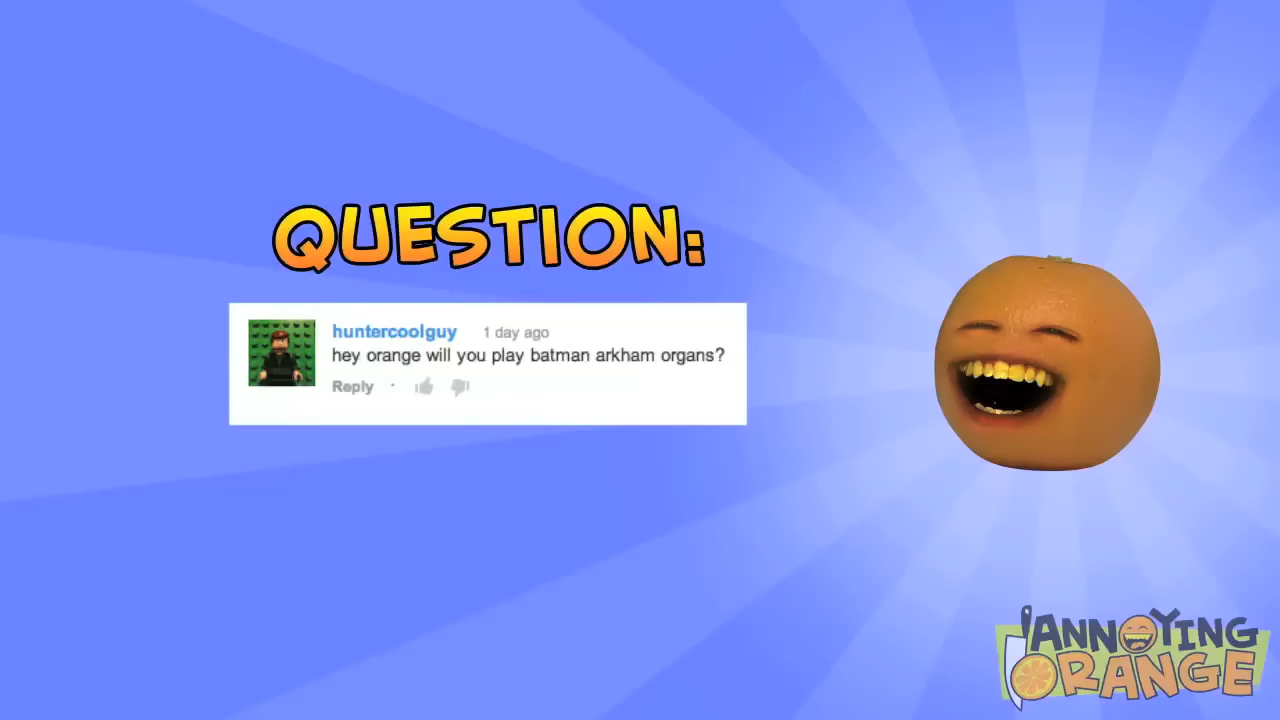 QUESTION:
huntercoolguy 1 day ago
hey orange will you play batman arkham organs?
Reply ·
ANNOYING
ORANGE